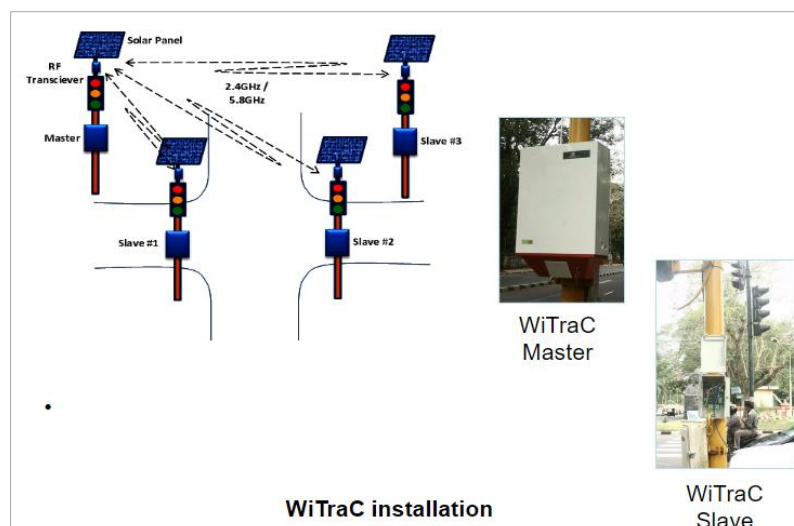 Solar Panel
RF
Transciever
2.4GHz /
5.8GHz
Master
Slave #3
Slave #1
Slave #2
WiTraC
Master
•
WiTraC installation
WiTraC
Slave